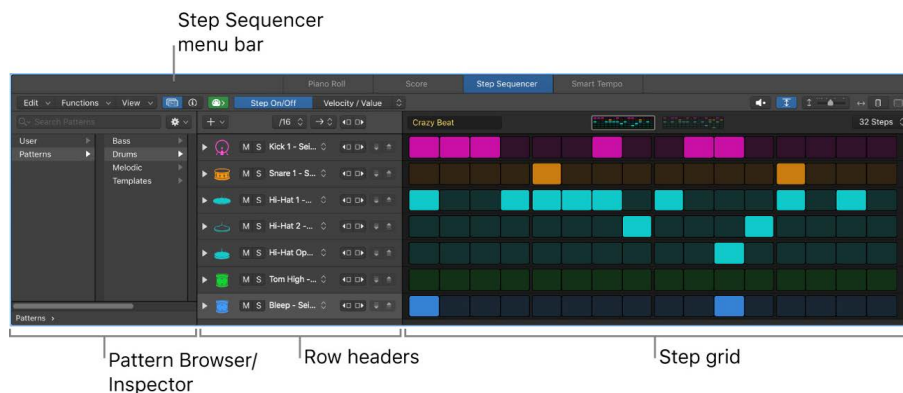 Step Sequencer
menu bar
Piano Roll Score Step Sequencer Smart Tempo
Edit Functions View Step On/Off Velocity / Value
Search Patterns /16 Crazy Beat 32 Steps
User Bass M S Kick 1 - Sei...
Patterns Drums M S Snare 1 - S...
Melodic
Templates
M S Hi-Hat 1 -...
M S Hi-Hat 2 -...
M S Hi-Hat Op...
M S Tom High -...
M S Bleep - Sei...
Patterns
Pattern Browser/
Inspector
Row headers
Step grid